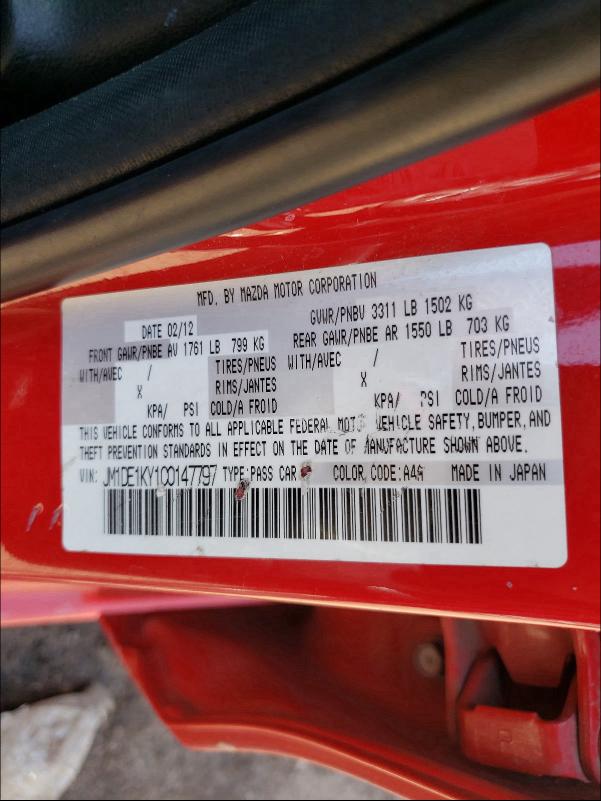 MFD. BY MAZDA MOTOR CORPORATION
DATE 02/12 GVWR/PNBV 3311 LB 1502 KG
FRONT GAWR/PNBE AV 1761 LB 799 KG REAR GAWR/PNBE AR 1550 LB 703 KG
WITH/AVEC / TIRES/PNEUS WITH/AVEC / TIRES/PNEUS
X RIMS/JANTES X RIMS/JANTES
KPA/ PSI COLD/A FROID KPA/ PSI COLD/A FROID
THIS VEHICLE CONFORMS TO ALL APPLICABLE FEDERAL MOTOR VEHICLE SAFETY, BUMPER, AND
THEFT PREVENTION STANDARDS IN EFFECT ON THE DATE OF MANUFACTURE SHOWN ABOVE.
VIN: JM1DE1KY1C0147797 TYPE: PASS CAR COLOR CODE: A4A MADE IN JAPAN